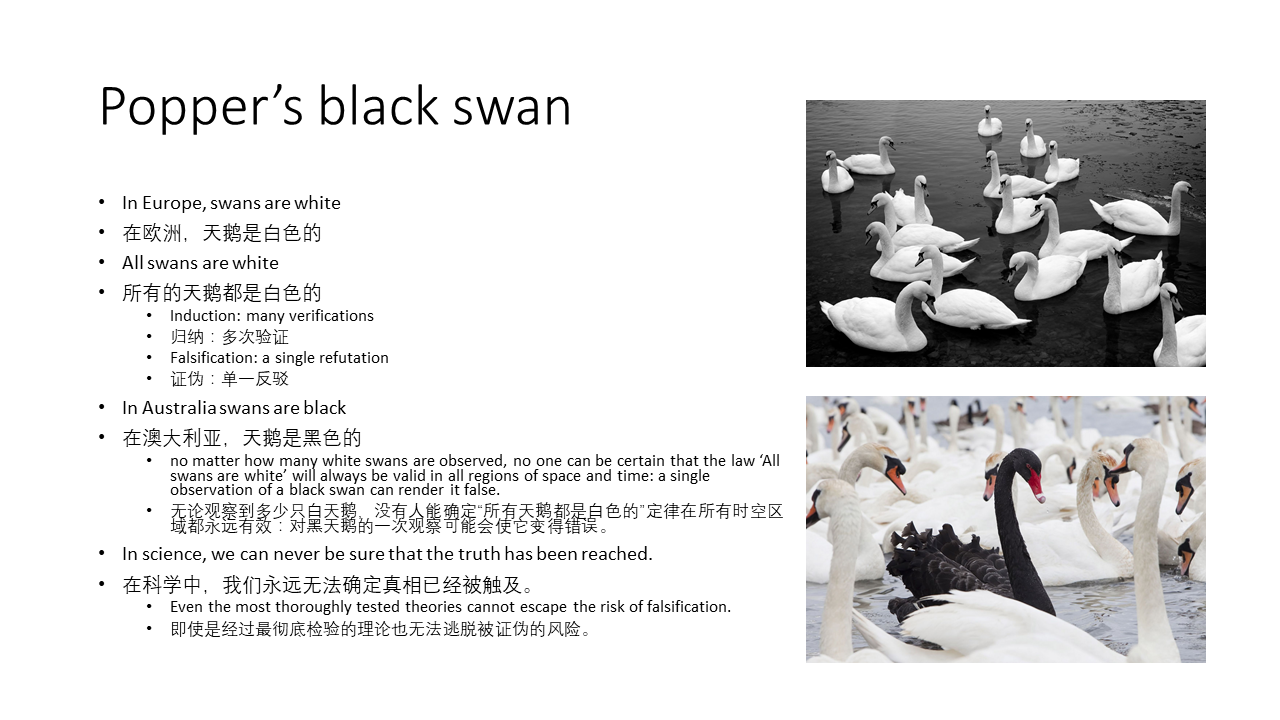 Popper’s black swan
• In Europe, swans are white
• 在欧洲，天鹅是白色的
• All swans are white
• 所有的天鹅都是白色的
• Induction: many verifications
• 归纳：多次验证
• Falsification: a single refutation
• 证伪：单一反驳
• In Australia swans are black
• 在澳大利亚，天鹅是黑色的
• no matter how many white swans are observed, no one can be certain that the law ‘All
swans are white’ will always be valid in all regions of space and time: a single
observation of a black swan can render it false.
• 无论观察到多少只白天鹅，没有人能确定“所有天鹅都是白色的”定律在所有时空区
域都永远有效：对黑天鹅的一次观察可能会使它变得错误。
• In science, we can never be sure that the truth has been reached.
• 在科学中，我们永远无法确定真相已经被触及。
• Even the most thoroughly tested theories cannot escape the risk of falsification.
• 即使是经过最彻底检验的理论也无法逃脱被证伪的风险。